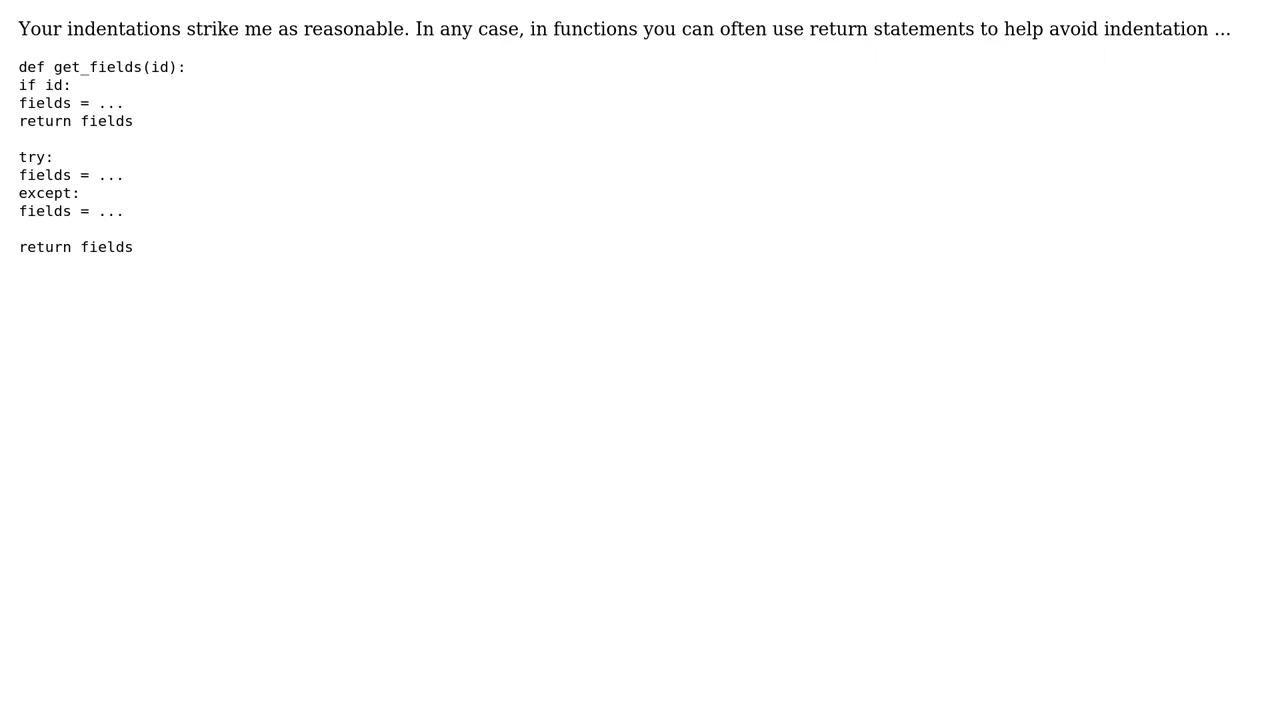 Your indentations strike me as reasonable. In any case, in functions you can often use return statements to help avoid indentation ...
def get_fields(id):
if id:
fields = ...
return fields
try:
fields = ...
except:
fields = ...
return fields